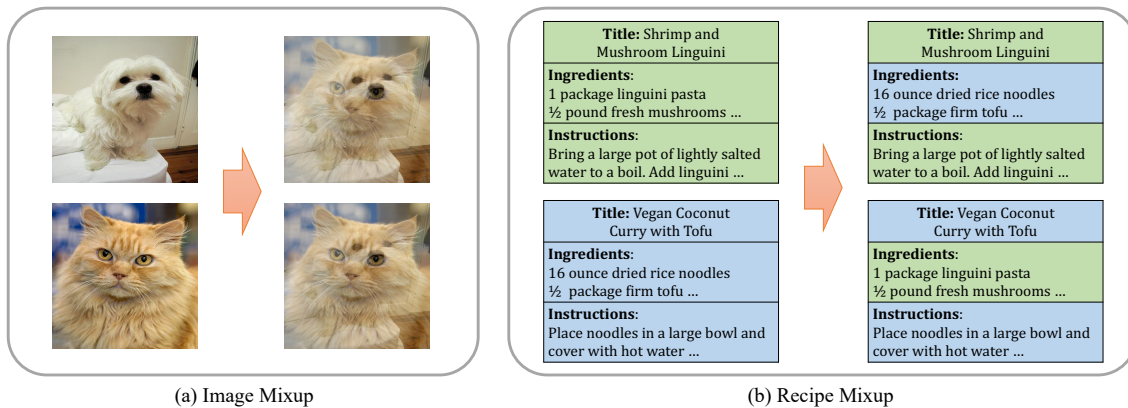 Title: Shrimp and
Mushroom Linguini
Ingredients:
1 package linguini pasta
½ pound fresh mushrooms ...
Instructions:
Bring a large pot of lightly salted
water to a boil. Add linguini ...
Title: Vegan Coconut
Curry with Tofu
Ingredients:
16 ounce dried rice noodles
½  package firm tofu ...
Instructions:
Place noodles in a large bowl and
cover with hot water ...
Title: Shrimp and
Mushroom Linguini
Ingredients:
16 ounce dried rice noodles
½  package firm tofu ...
Instructions:
Bring a large pot of lightly salted
water to a boil. Add linguini ...
Title: Vegan Coconut
Curry with Tofu
Ingredients:
1 package linguini pasta
½ pound fresh mushrooms ...
Instructions:
Place noodles in a large bowl and
cover with hot water ...
(a) Image Mixup
(b) Recipe Mixup